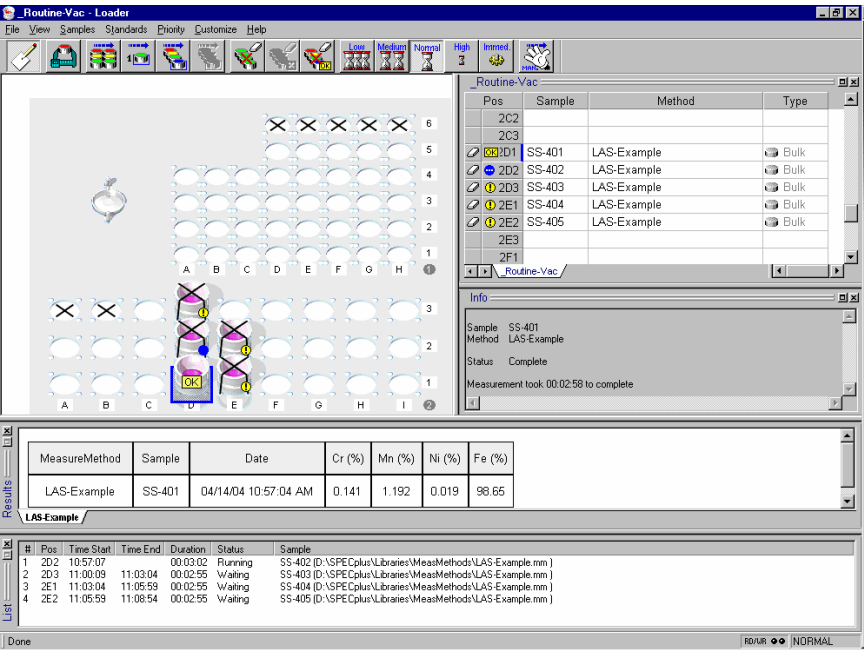 _Routine-Vac - Loader
File View Samples Standards Priority Customize Help
Low Medium Normal High Immed. MANU.
6
5
4
3
2
1
A B C D E F G H 1
3
2
1
A B C D E F G H I 2
OK
_Routine-Vac
Pos Sample Method Type
2C2
2C3
OK 2D1 SS-401 LAS-Example Bulk
2D2 SS-402 LAS-Example Bulk
2D3 SS-403 LAS-Example Bulk
2E1 SS-404 LAS-Example Bulk
2E2 SS-405 LAS-Example Bulk
2E3
2F1
_Routine-Vac
Info
Sample SS-401
Method LAS-Example
Status Complete
Measurement took 00:02:58 to complete
Results
MeasureMethod Sample Date Cr (%) Mn (%) Ni (%) Fe (%)
LAS-Example SS-401 04/14/04 10:57:04 AM 0.141 1.192 0.019 98.65
LAS-Example
List
# Pos Time Start Time End Duration Status Sample
1 2D2 10:57:07 00:03:02 Running SS-402 (D:\SPECplus\Libraries\MeasMethods\LAS-Example.mm )
2 2D3 11:00:09 11:03:04 00:02:55 Waiting SS-403 (D:\SPECplus\Libraries\MeasMethods\LAS-Example.mm )
3 2E1 11:03:04 11:05:59 00:02:55 Waiting SS-404 (D:\SPECplus\Libraries\MeasMethods\LAS-Example.mm )
4 2E2 11:05:59 11:08:54 00:02:55 Waiting SS-405 (D:\SPECplus\Libraries\MeasMethods\LAS-Example.mm )
Done RD/WR NORMAL